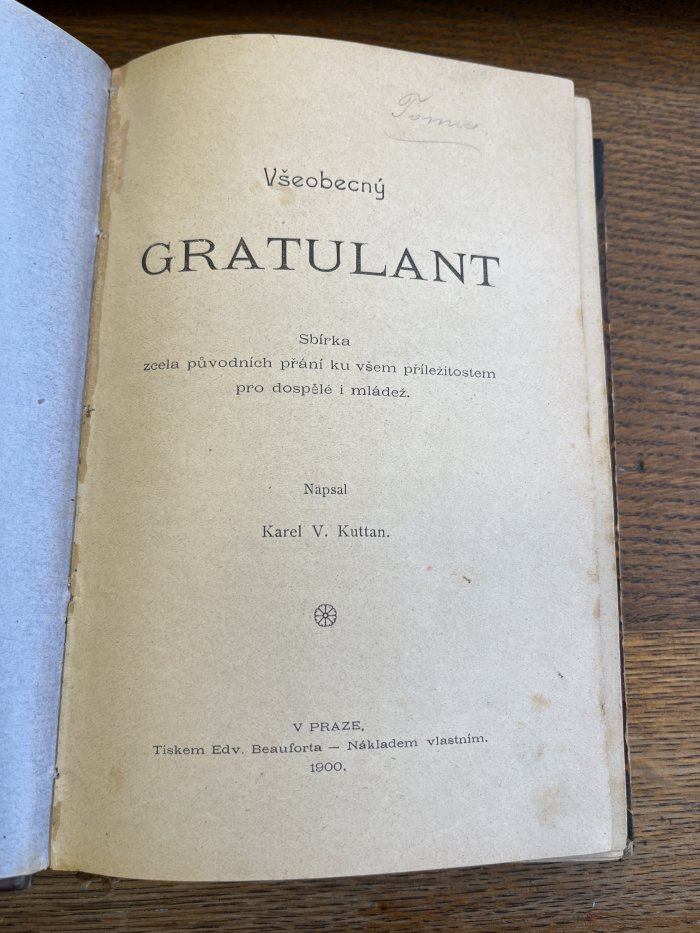 Všeobecný
GRATULANT
Sbírka
zcela původních přání ku všem příležitostem
pro dospělé i mládež.
Napsal
Karel V. Kuttan.
V PRAZE.
Tiskem Edv. Beauforta — Nákladem vlastním.
1900.